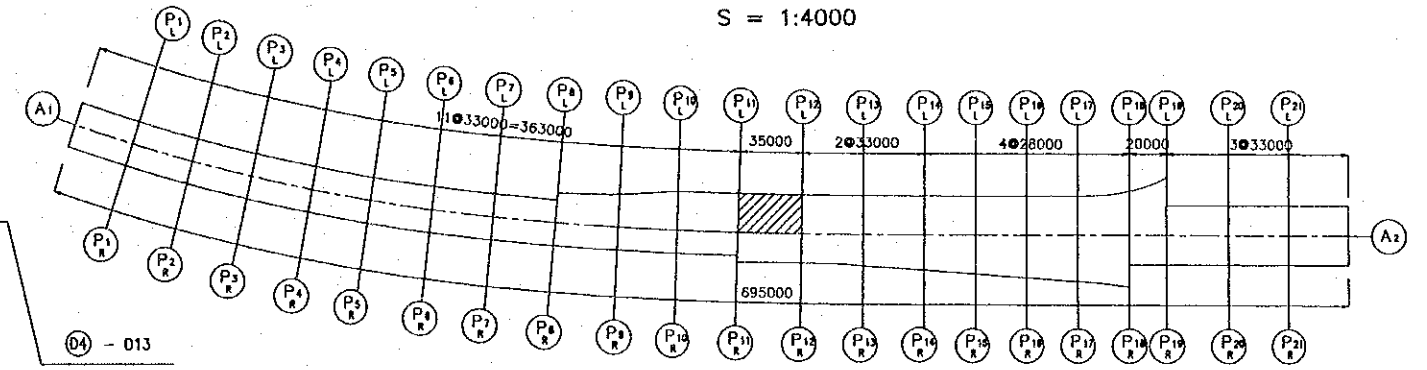 S = 1:4000
P1 L
P2 L
P3 L
P4 L
P5 L
P6 L
P7 L
P8 L
P9 L
P10 L
P11 L
P12 L
P13 L
P14 L
P15 L
P16 L
P17 L
P18 L
P19 L
P20 L
P21 L
A1
11@33000=363000
35000
2@33000
4@28000
20000
3@33000
A2
695000
P1 R
P2 R
P3 R
P4 R
P5 R
P6 R
P7 R
P8 R
P9 R
P10 R
P11 R
P12 R
P13 R
P14 R
P15 R
P16 R
P17 R
P18 R
P19 R
P20 R
P21 R
D4 - 013